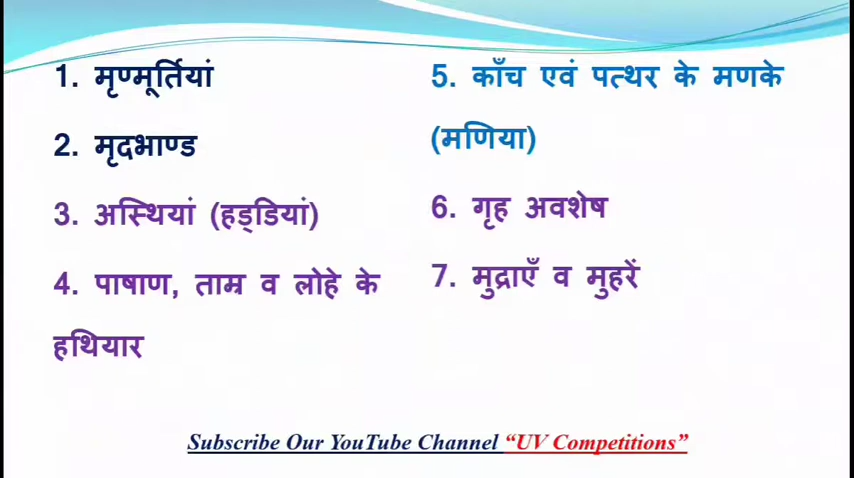 1. मृण्मूर्तियां
2. मृदभाण्ड
3. अस्थियां (हड्डियां)
4. पाषाण, ताम्र व लोहे के
हथियार
5. काँच एवं पत्थर के मणके
(मणिया)
6. गृह अवशेष
7. मुद्राएँ व मुहरें
Subscribe Our YouTube Channel “UV Competitions”